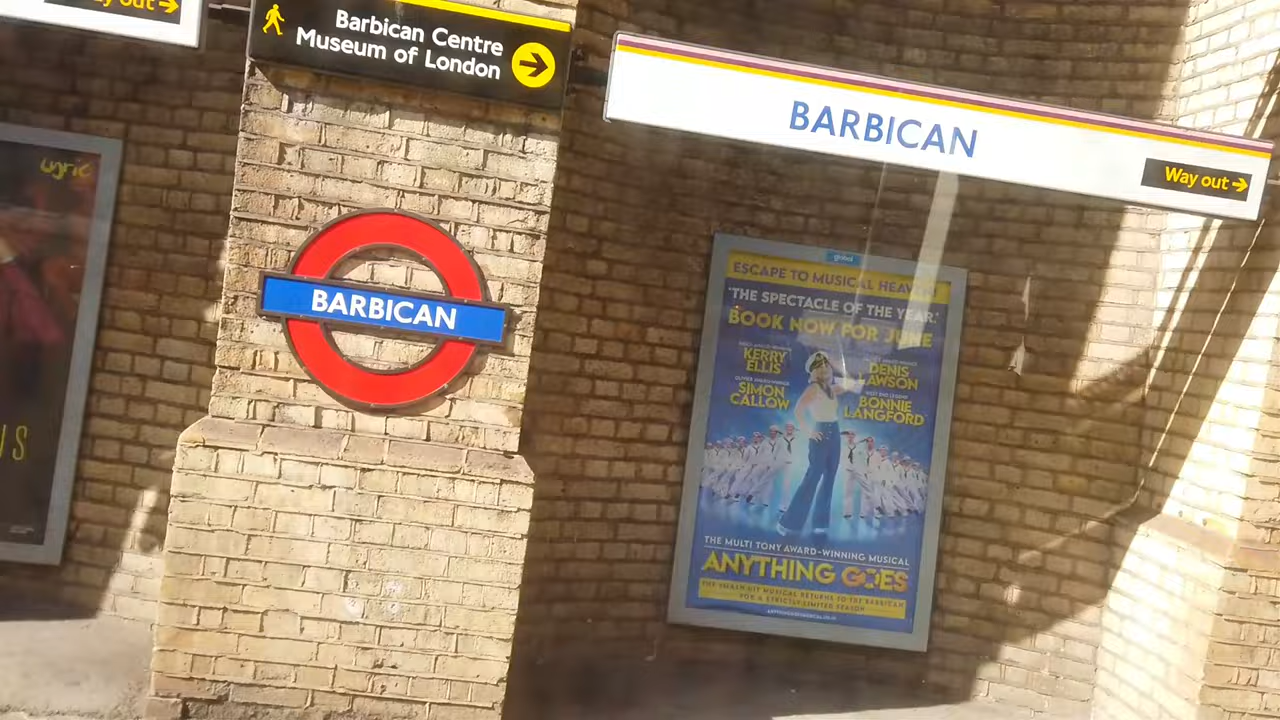 way out →
Barbican Centre
Museum of London
BARBICAN
Way out →
BARBICAN
lyric
US
global
ESCAPE TO MUSICAL HEAVEN!
'THE SPECTACLE OF THE YEAR.'
BOOK NOW FOR JUNE
KERRY
ELLIS
DENIS
LAWSON
SIMON
CALLOW
BONNIE
LANGFORD
THE MULTI TONY AWARD-WINNING MUSICAL
ANYTHING GOES
THE SMASH HIT MUSICAL RETURNS TO THE BARBICAN
FOR A STRICTLY LIMITED SEASON